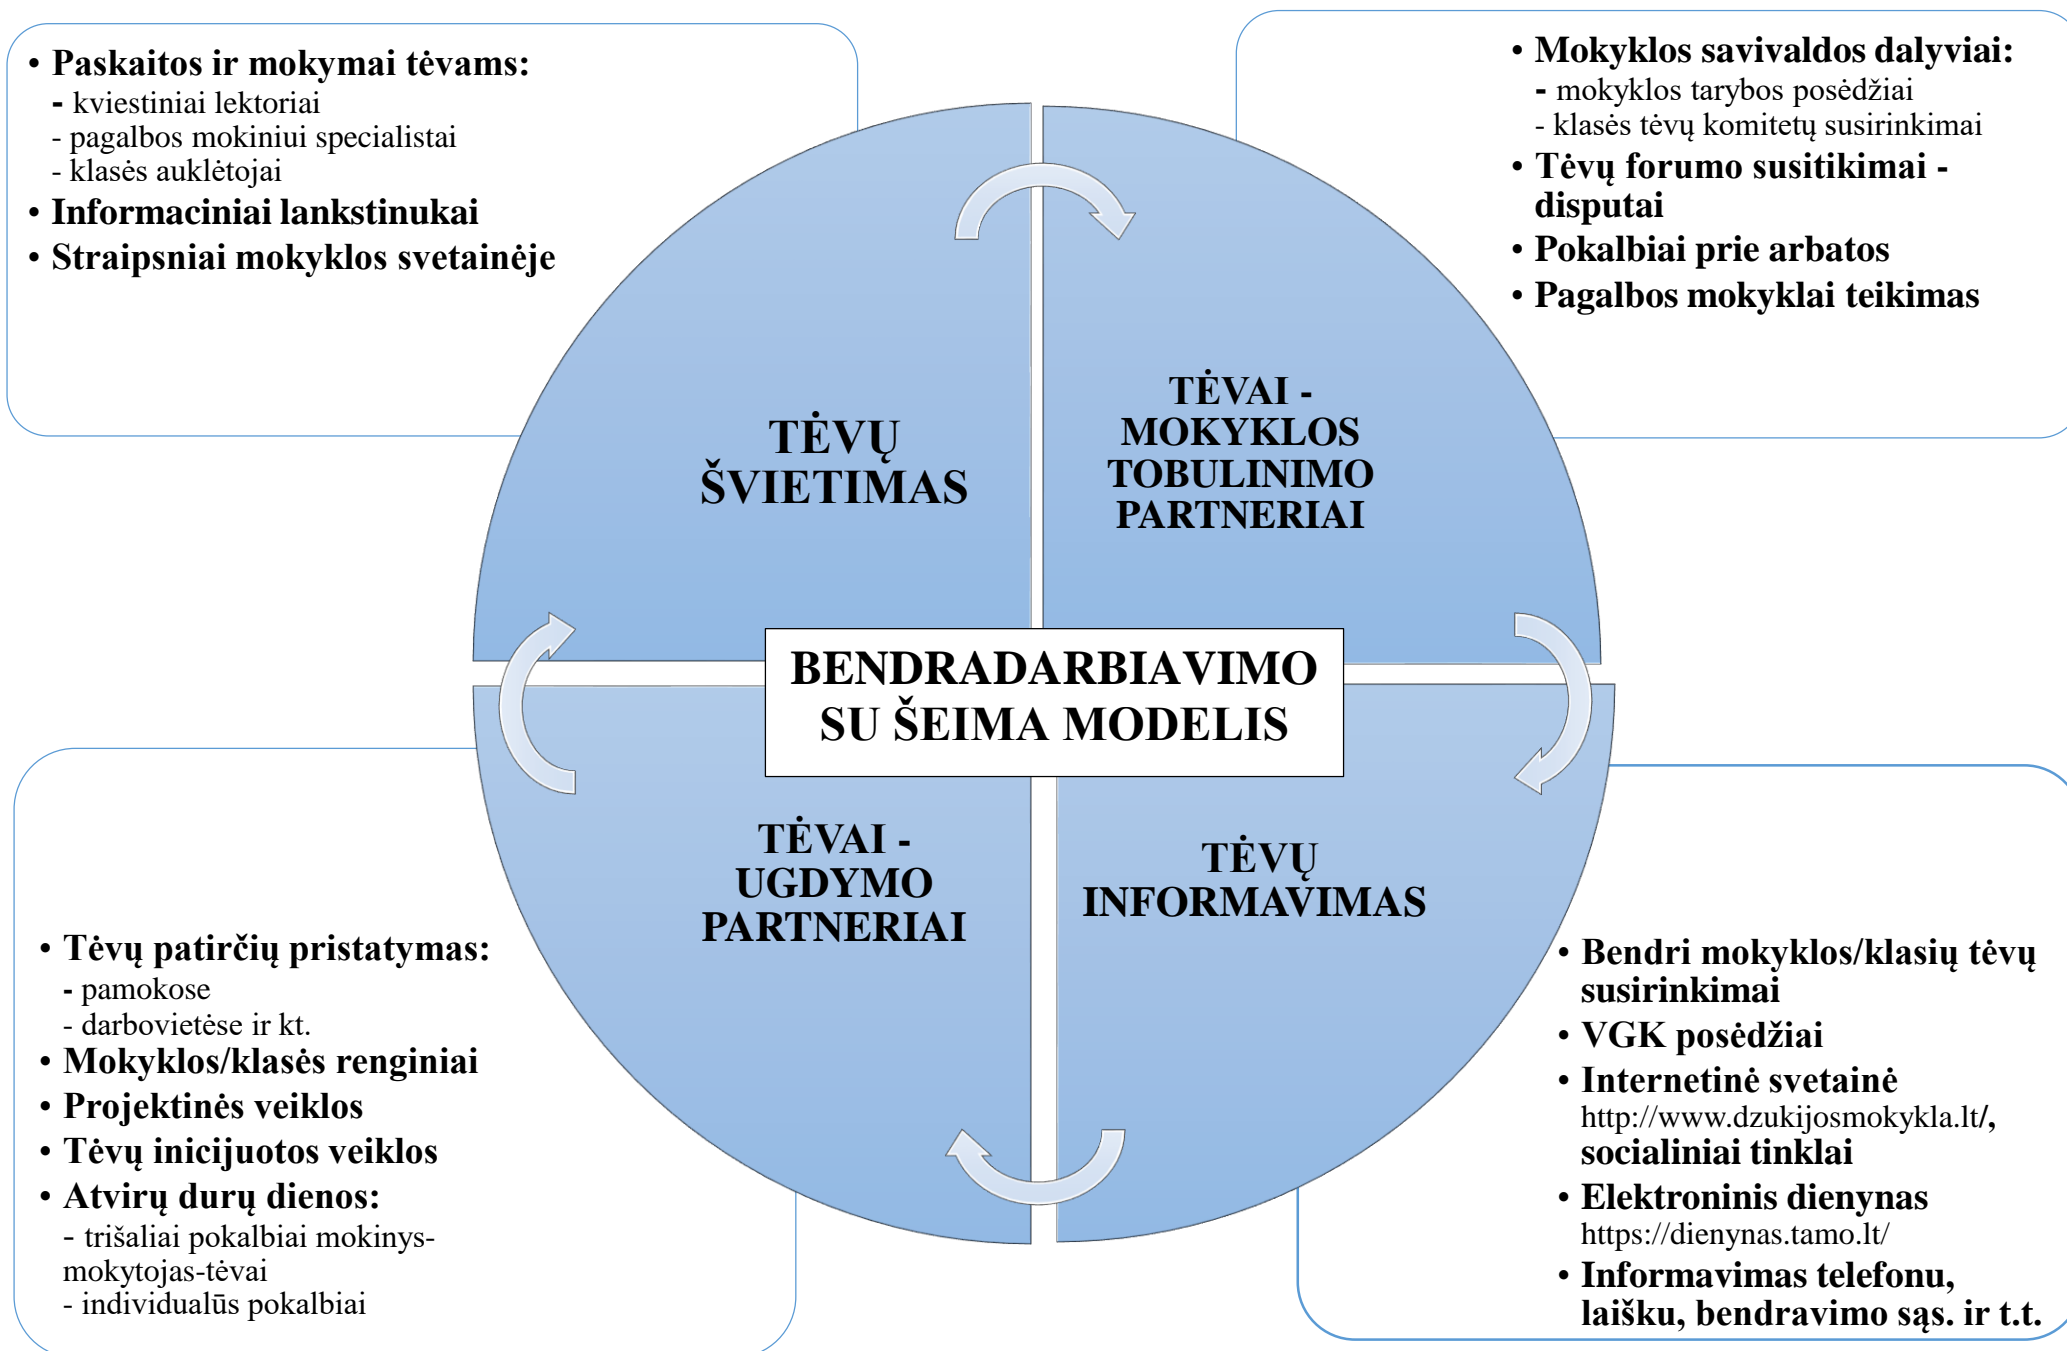 • Paskaitos ir mokymai tėvams:
- kviestiniai lektoriai
- pagalbos mokiniui specialistai
- klasės auklėtojai
• Informaciniai lankstinukai
• Straipsniai mokyklos svetainėje
• Mokyklos savivaldos dalyviai:
- mokyklos tarybos posėdžiai
- klasės tėvų komitetų susirinkimai
• Tėvų forumo susitikimai -
disputai
• Pokalbiai prie arbatos
• Pagalbos mokyklai teikimas
TĖVŲ
ŠVIETIMAS
TĖVAI -
MOKYKLOS
TOBULINIMO
PARTNERIAI
BENDRADARBIAVIMO
SU ŠEIMA MODELIS
TĖVAI -
UGDYMO
PARTNERIAI
TĖVŲ
INFORMAVIMAS
• Tėvų patirčių pristatymas:
- pamokose
- darbovietėse ir kt.
• Mokyklos/klasės renginiai
• Projektinės veiklos
• Tėvų inicijuotos veiklos
• Atvirų durų dienos:
- trišaliai pokalbiai mokinys-
mokytojas-tėvai
- individualūs pokalbiai
• Bendri mokyklos/klasių tėvų
susirinkimai
• VGK posėdžiai
• Internetinė svetainė
http://www.dzukijosmokykla.lt/,
socialiniai tinklai
• Elektroninis dienynas
https://dienynas.tamo.lt/
• Informavimas telefonu,
laišku, bendravimo sąs. ir t.t.